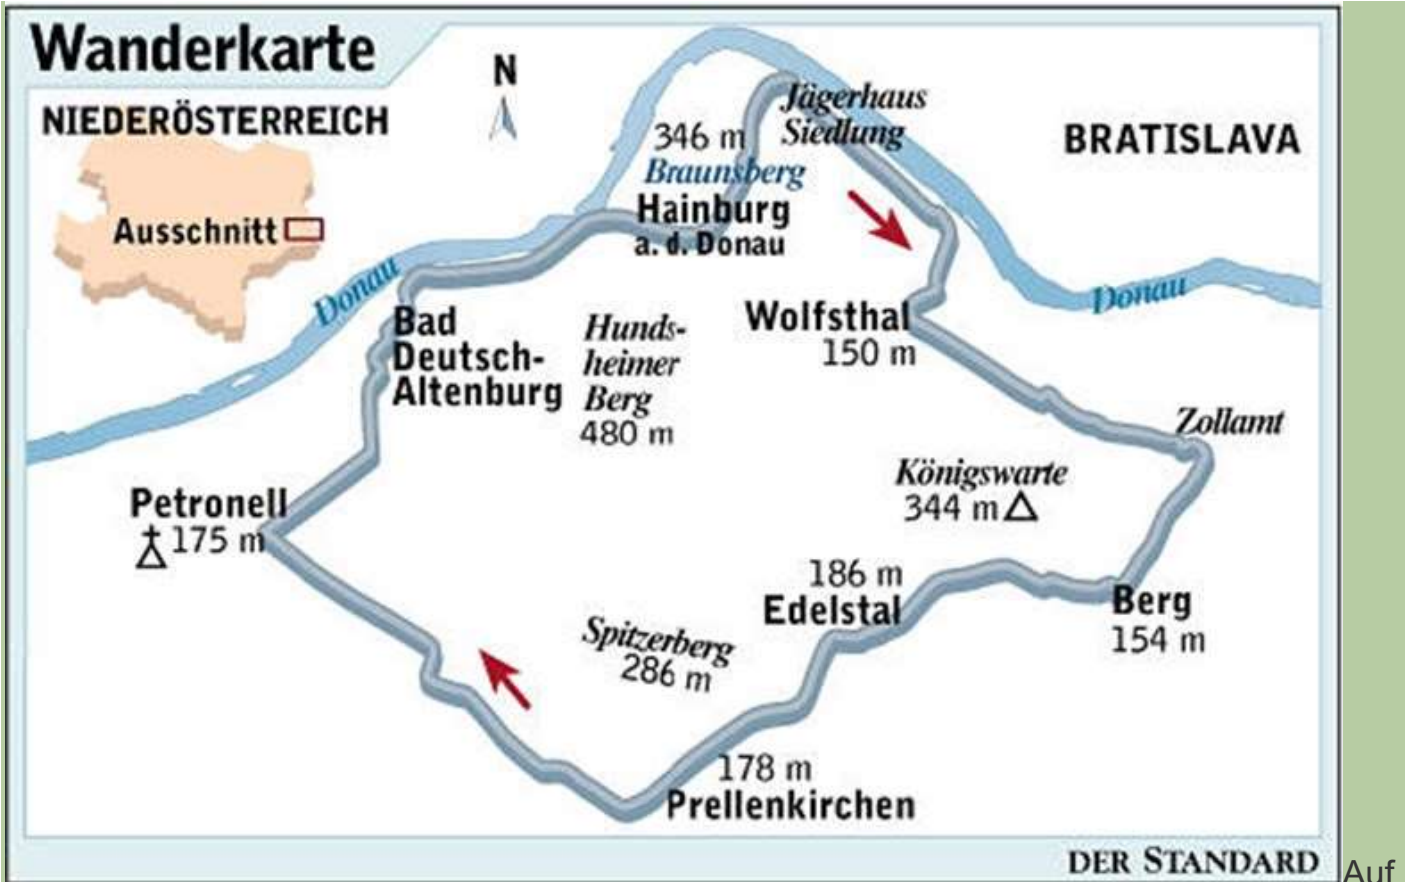 Wanderkarte
NIEDERÖSTERREICH
Ausschnitt
N
Donau
346 m
Braunsberg
Hainburg
a. d. Donau
Jägerhaus
Siedlung
BRATISLAVA
Donau
Bad
Deutsch-
Altenburg
Hunds-
heimer
Berg
480 m
Wolfsthal
150 m
Zollamt
Königswarte
344 m
Petronell
175 m
186 m
Edelstal
Berg
154 m
Spitzerberg
286 m
178 m
Prellenkirchen
DER STANDARD
Auf